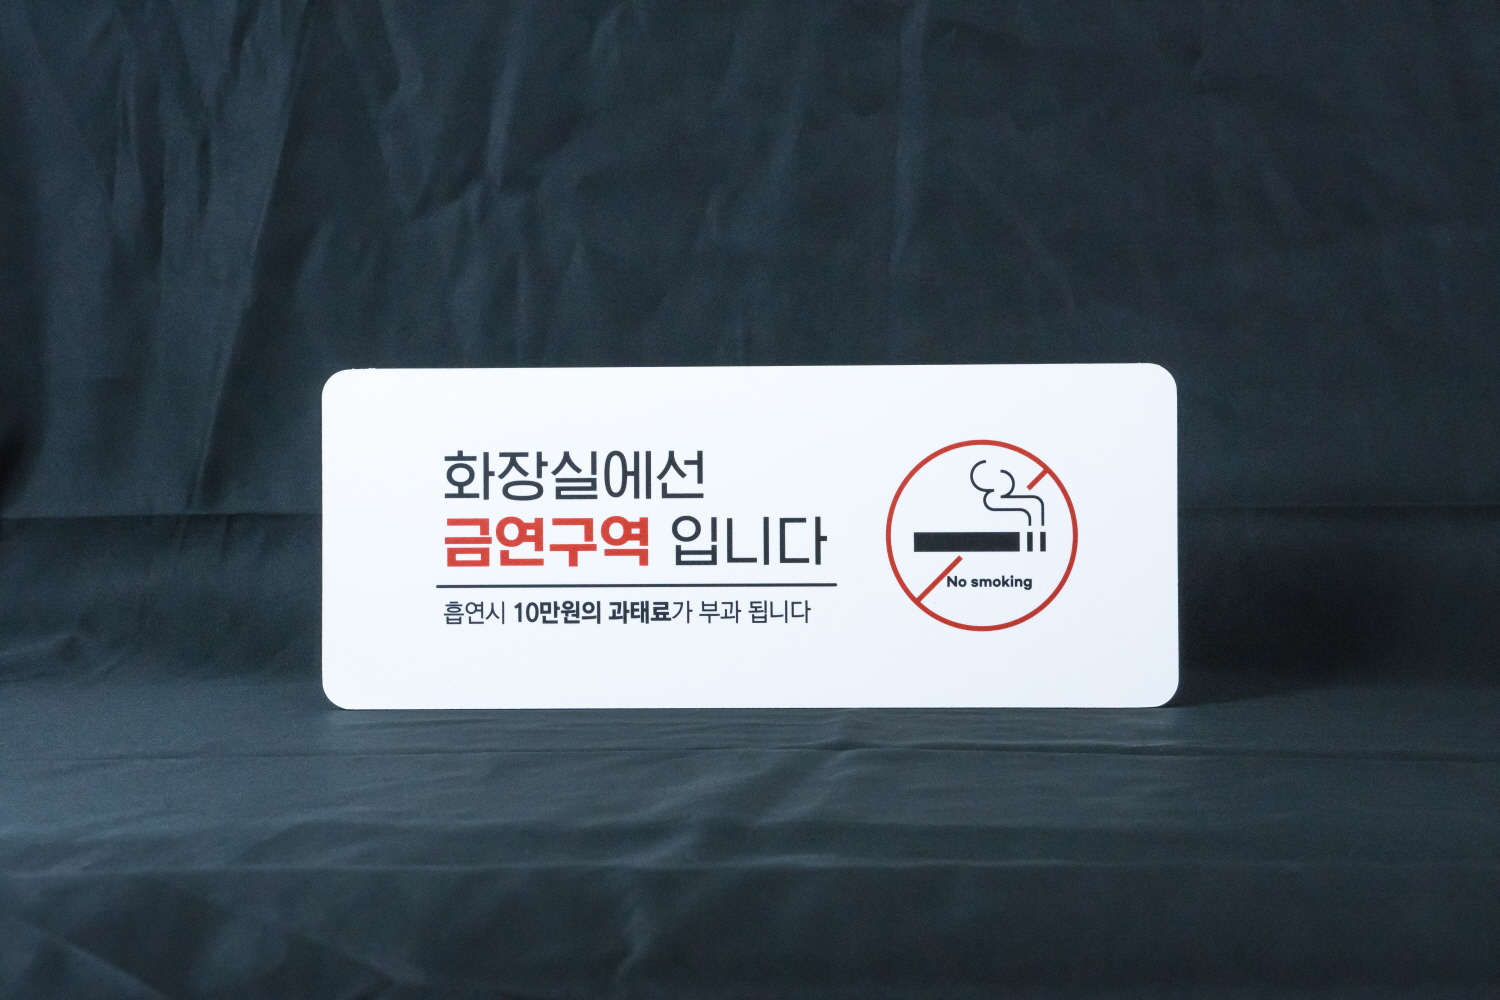 화장실에선
금연구역 입니다
흡연시 10만원의 과태료가 부과 됩니다
No smoking